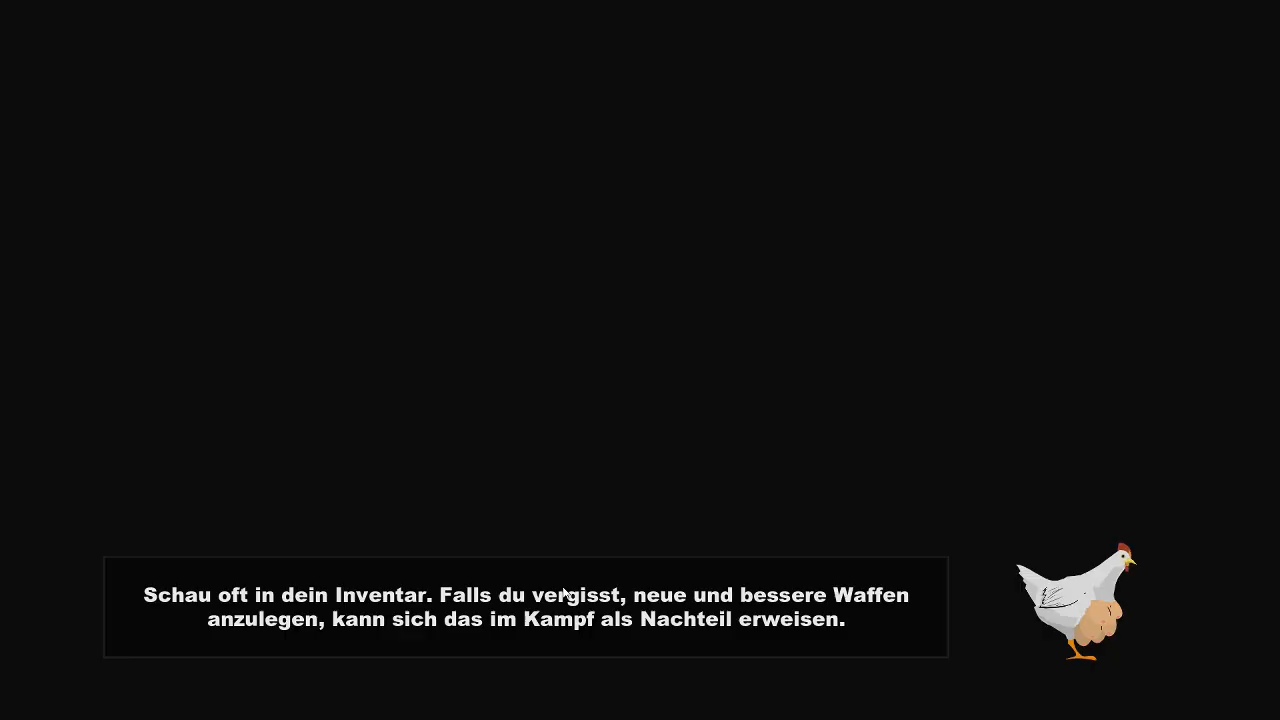 Schau oft in dein Inventar. Falls du vergisst, neue und bessere Waffen
anzulegen, kann sich das im Kampf als Nachteil erweisen.